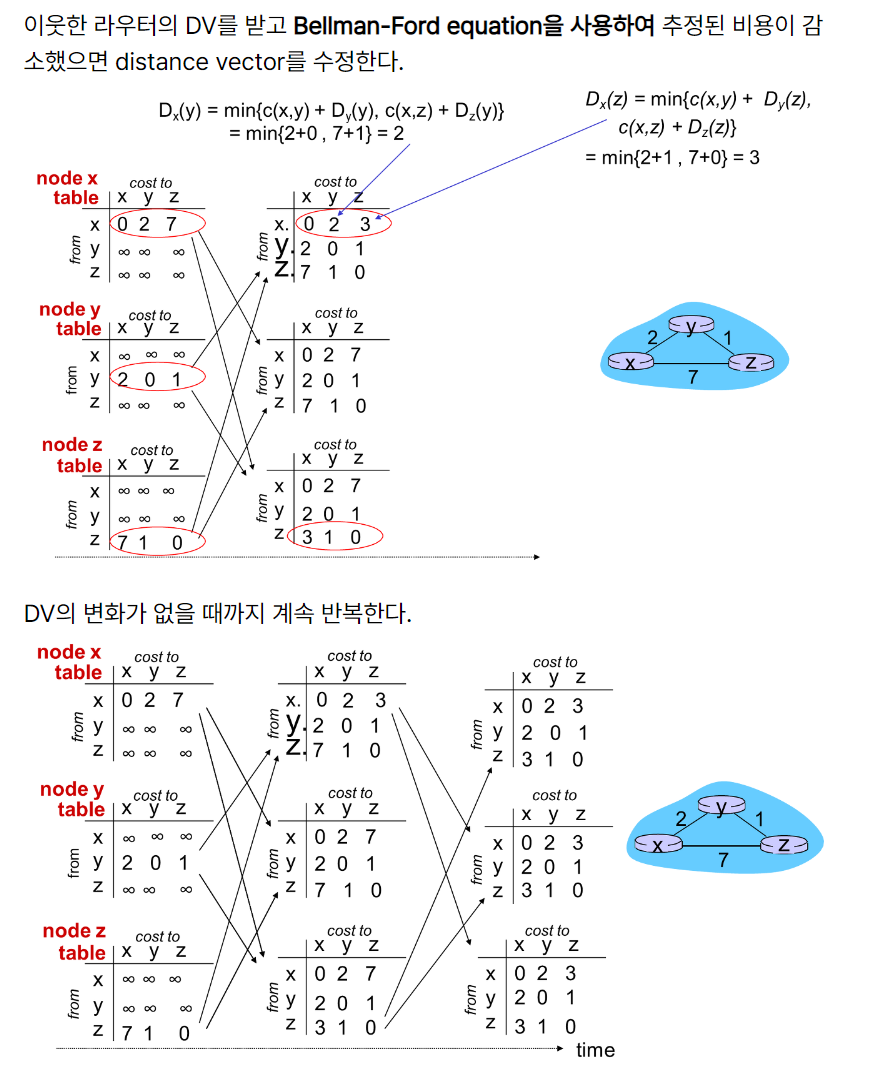 이웃한 라우터의 DV를 받고 Bellman-Ford equation을 사용하여 추정된 비용이 감
소했으면 distance vector를 수정한다.
Dx(y) = min{c(x,y) + Dy(y), c(x,z) + Dz(y)}
= min{2+0 , 7+1} = 2
Dx(z) = min{c(x,y) + Dy(z),
c(x,z) + Dz(z)}
= min{2+1 , 7+0} = 3
node x
table
cost to
x y z
from
x 0 2 7
y ∞ ∞ ∞
z ∞ ∞ ∞
cost to
x y z
from
x. 0 2 3
y. 2 0 1
z. 7 1 0
node y
table
cost to
x y z
from
x ∞ ∞ ∞
y 2 0 1
z ∞ ∞ ∞
cost to
x y z
from
x 0 2 7
y 2 0 1
z 7 1 0
y
2 1
x z
7
node z
table
cost to
x y z
from
x ∞ ∞ ∞
y ∞ ∞ ∞
z 7 1 0
cost to
x y z
from
x 0 2 7
y 2 0 1
z 3 1 0
DV의 변화가 없을 때까지 계속 반복한다.
node x
table
cost to
x y z
from
x 0 2 7
y ∞ ∞ ∞
z ∞ ∞ ∞
cost to
x y z
from
x. 0 2 3
y. 2 0 1
z. 7 1 0
cost to
x y z
from
x 0 2 3
y 2 0 1
z 3 1 0
node y
table
cost to
x y z
from
x ∞ ∞ ∞
y 2 0 1
z ∞ ∞ ∞
cost to
x y z
from
x 0 2 7
y 2 0 1
z 7 1 0
cost to
x y z
from
x 0 2 3
y 2 0 1
z 3 1 0
y
2 1
x z
7
node z
table
cost to
x y z
from
x ∞ ∞ ∞
y ∞ ∞ ∞
z 7 1 0
cost to
x y z
from
x 0 2 7
y 2 0 1
z 3 1 0
cost to
x y z
from
x 0 2 3
y 2 0 1
z 3 1 0
time